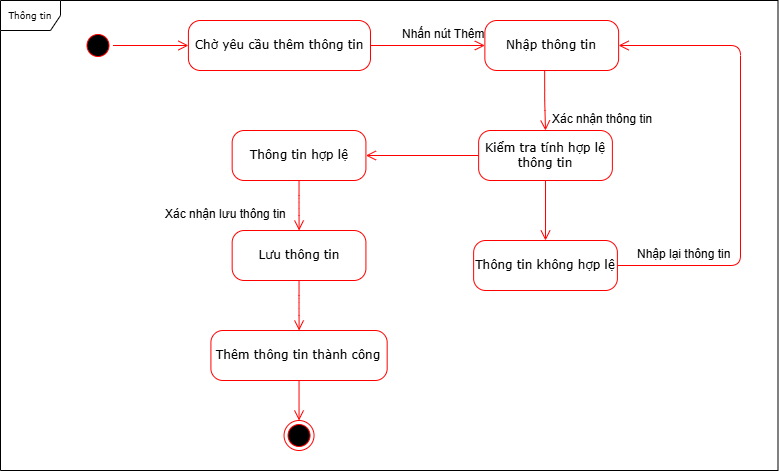 Thông tin
Chờ yêu cầu thêm thông tin
Nhấn nút Thêm
Nhập thông tin
Xác nhận thông tin
Kiểm tra tính hợp lệ
thông tin
Thông tin hợp lệ
Xác nhận lưu thông tin
Lưu thông tin
Thông tin không hợp lệ
Nhập lại thông tin
Thêm thông tin thành công